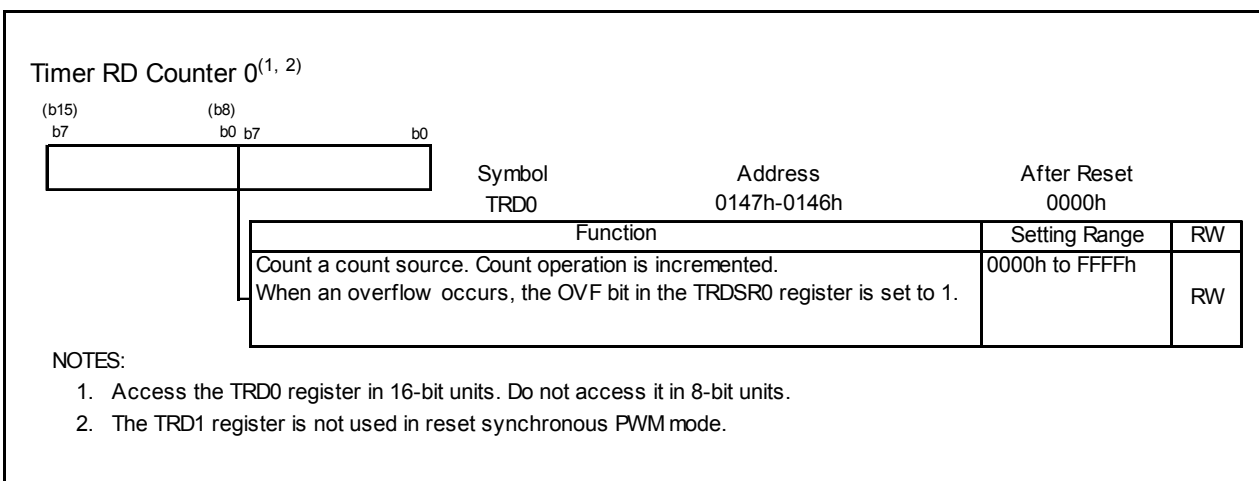 Timer RD Counter 0(1, 2)
(b15) (b8)
b7 b0 b7 b0
Symbol Address After Reset
TRD0 0147h-0146h 0000h
Function Setting Range RW
Count a count source. Count operation is incremented. 0000h to FFFFh
When an overflow occurs, the OVF bit in the TRDSR0 register is set to 1. RW
NOTES:
1. Access the TRD0 register in 16-bit units. Do not access it in 8-bit units.
2. The TRD1 register is not used in reset synchronous PWM mode.